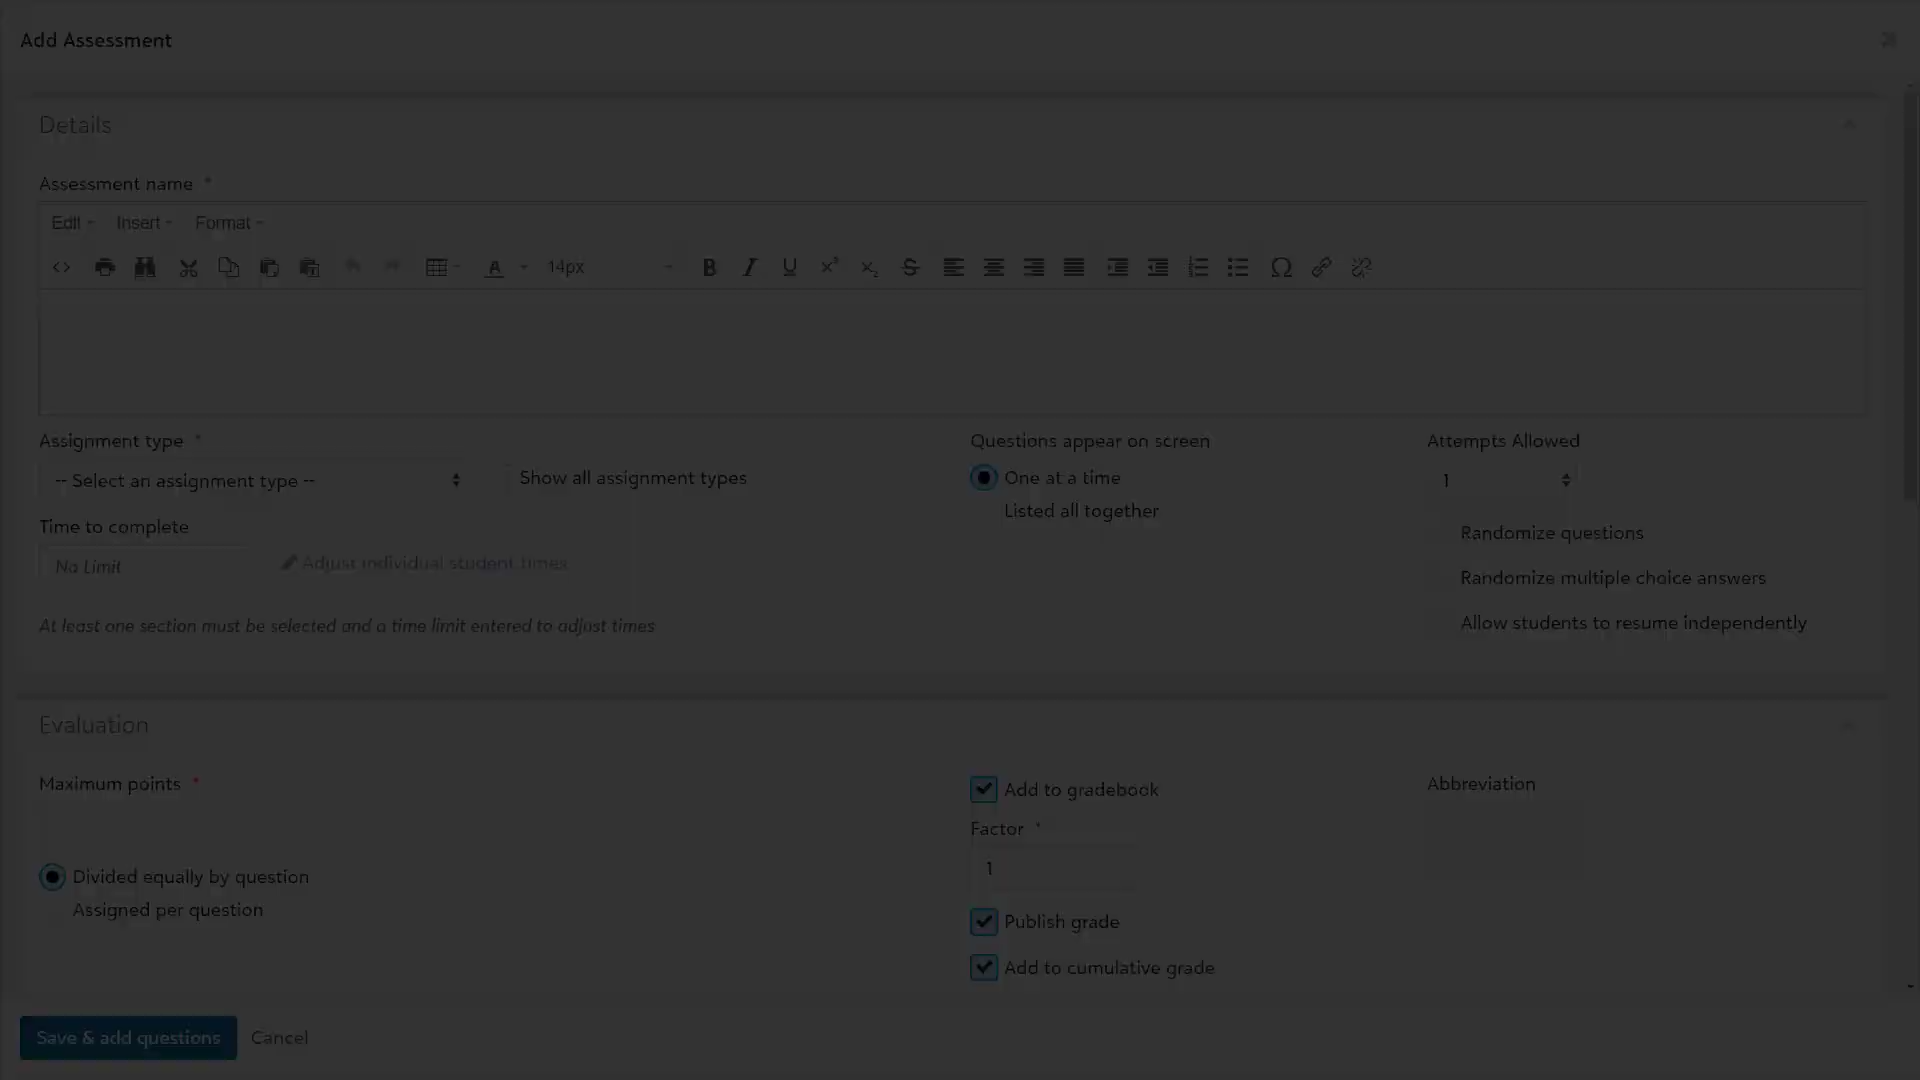 Add Assessment
Details
Assessment name *
Edit Insert Format
14px
Assignment type *
-- Select an assignment type --
Show all assignment types
Time to complete
No Limit
Adjust individual student times
At least one section must be selected and a time limit entered to adjust times
Questions appear on screen
One at a time
Listed all together
Attempts Allowed
1
Randomize questions
Randomize multiple choice answers
Allow students to resume independently
Evaluation
Maximum points *
Divided equally by question
Assigned per question
Add to gradebook
Factor *
1
Publish grade
Add to cumulative grade
Abbreviation
Save & add questions
Cancel